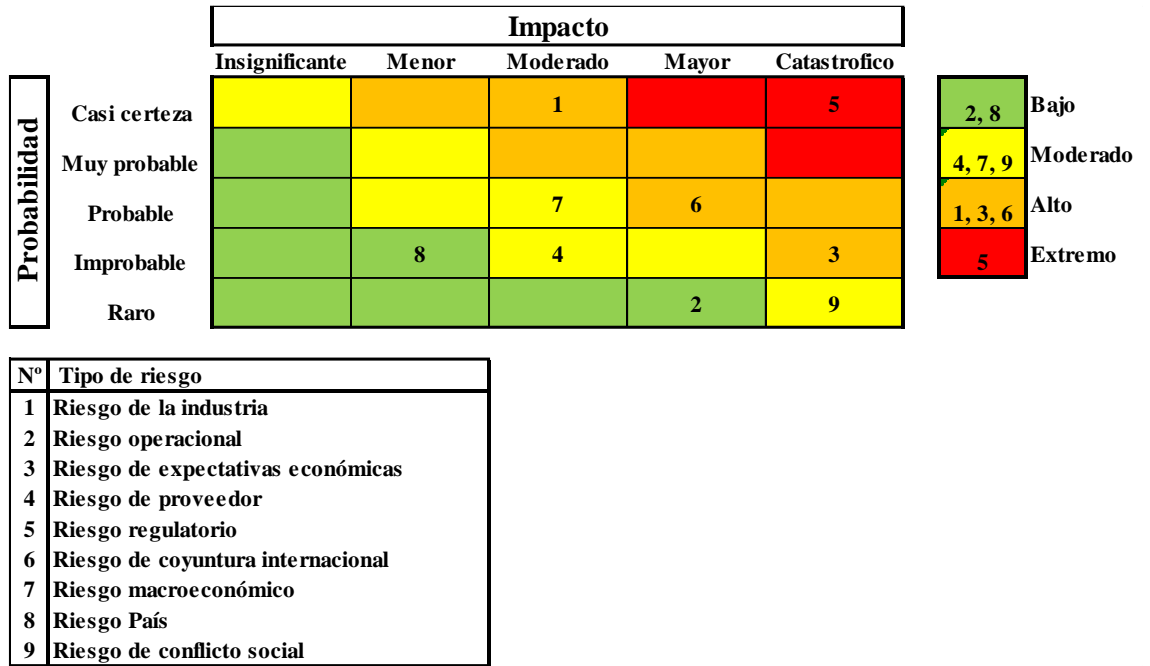 Impacto
Insignificante Menor Moderado Mayor Catastrofico
Probabilidad
Casi certeza 1 5 2, 8 Bajo
Muy probable 4, 7, 9 Moderado
Probable 7 6 1, 3, 6 Alto
Improbable 8 4 3 5 Extremo
Raro 2 9
Nº Tipo de riesgo
1 Riesgo de la industria
2 Riesgo operacional
3 Riesgo de expectativas económicas
4 Riesgo de proveedor
5 Riesgo regulatorio
6 Riesgo de coyuntura internacional
7 Riesgo macroeconómico
8 Riesgo País
9 Riesgo de conflicto social